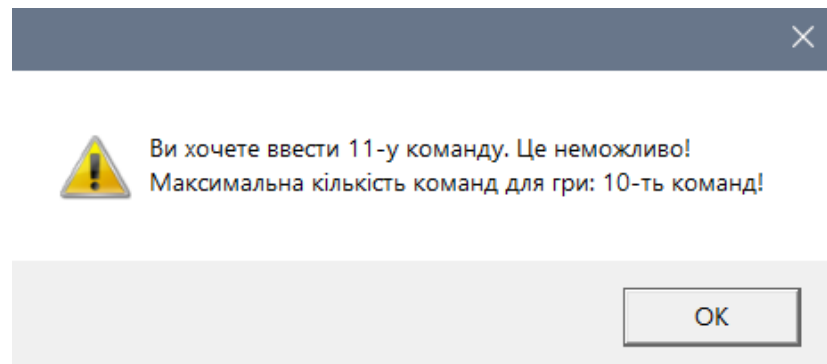 Ви хочете ввести 11-у команду. Це неможливо!
Максимальна кількість команд для гри: 10-ть команд!
OK